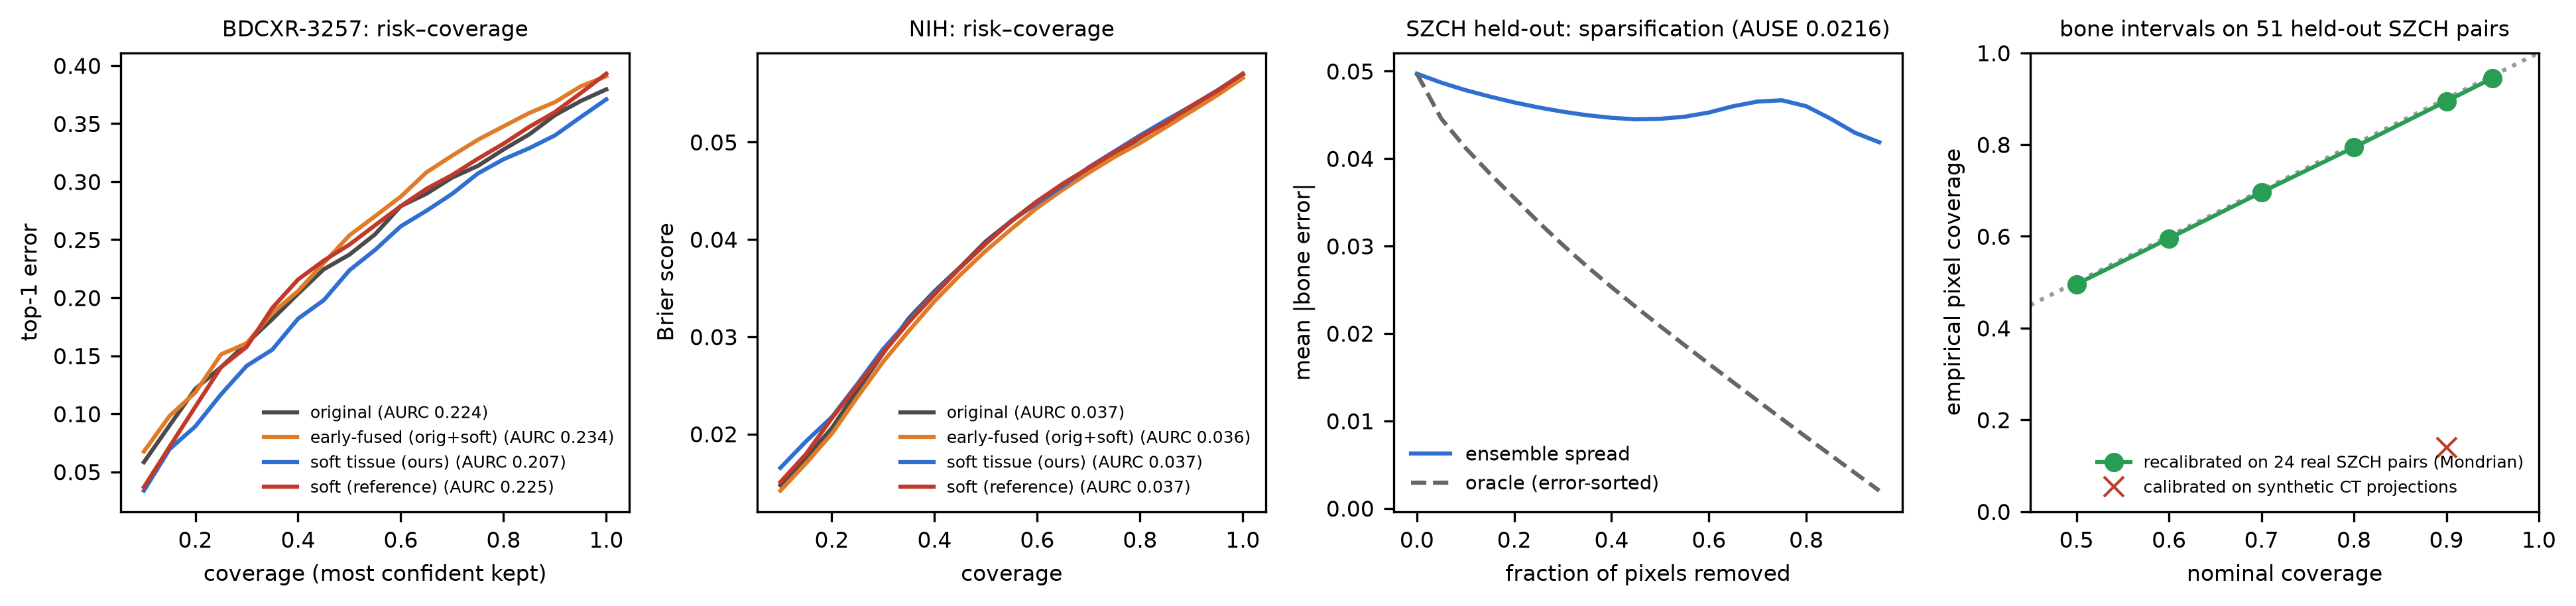 BDCXR-3257: risk–coverage
top-1 error
0.40
0.35
0.30
0.25
0.20
0.15
0.10
0.05
original (AURC 0.224)
early-fused (orig+soft) (AURC 0.234)
soft tissue (ours) (AURC 0.207)
soft (reference) (AURC 0.225)
0.2 0.4 0.6 0.8 1.0
coverage (most confident kept)
NIH: risk–coverage
Brier score
0.05
0.04
0.03
0.02
original (AURC 0.037)
early-fused (orig+soft) (AURC 0.036)
soft tissue (ours) (AURC 0.037)
soft (reference) (AURC 0.037)
0.2 0.4 0.6 0.8 1.0
coverage
SZCH held-out: sparsification (AUSE 0.0216)
mean |bone error|
0.05
0.04
0.03
0.02
0.01
0.00
ensemble spread
oracle (error-sorted)
0.0 0.2 0.4 0.6 0.8
fraction of pixels removed
bone intervals on 51 held-out SZCH pairs
empirical pixel coverage
1.0
0.8
0.6
0.4
0.2
0.0
recalibrated on 24 real SZCH pairs (Mondrian)
calibrated on synthetic CT projections
0.5 0.6 0.7 0.8 0.9 1.0
nominal coverage